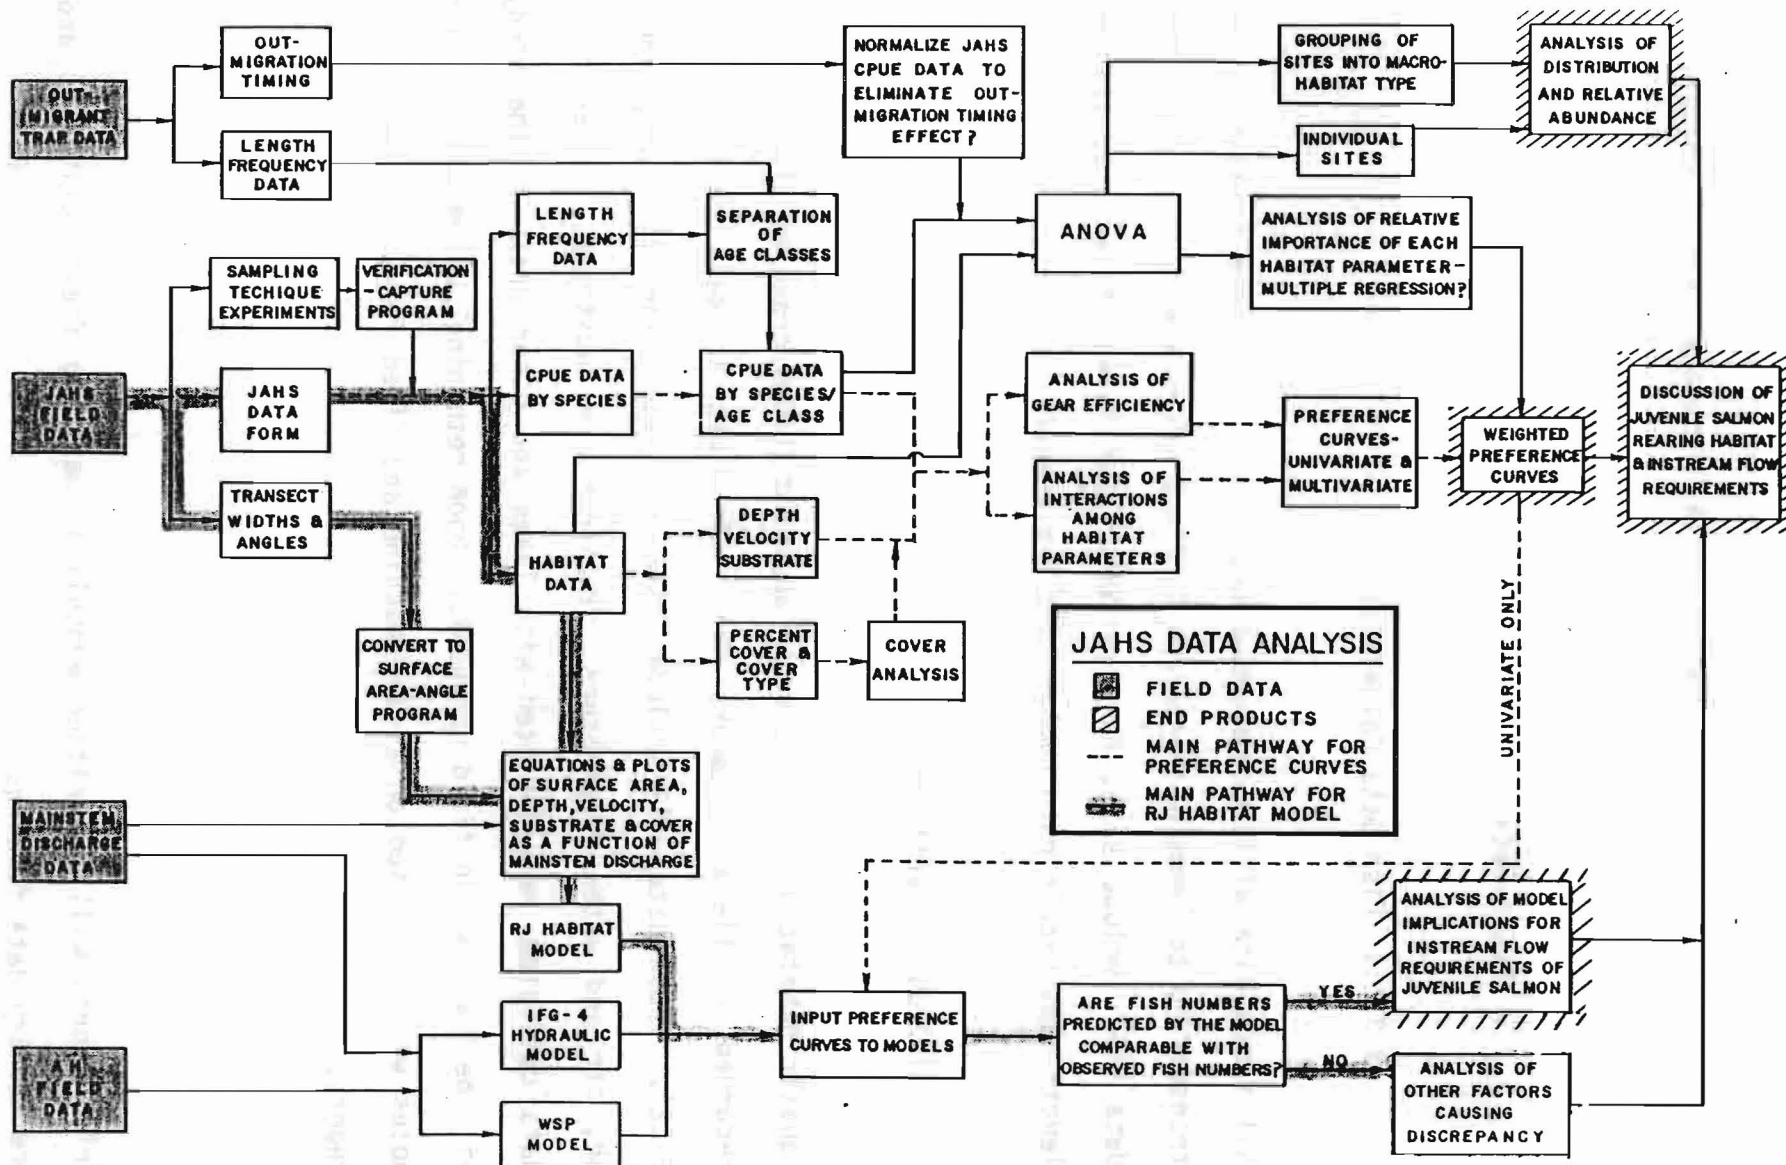 OUT-
MIGRANT
TRAP DATA
OUT-
MIGRATION
TIMING
LENGTH
FREQUENCY
DATA
NORMALIZE JAHS
CPUE DATA TO
ELIMINATE OUT-
MIGRATION TIMING
EFFECT?
GROUPING OF
SITES INTO MACRO-
HABITAT TYPE
INDIVIDUAL
SITES
ANALYSIS OF
DISTRIBUTION
AND RELATIVE
ABUNDANCE
LENGTH
FREQUENCY
DATA
SEPARATION
OF
AGE CLASSES
ANOVA
ANALYSIS OF RELATIVE
IMPORTANCE OF EACH
HABITAT PARAMETER-
MULTIPLE REGRESSION?
SAMPLING
TECHIQUE
EXPERIMENTS
VERIFICATION
-CAPTURE
PROGRAM
JAHS
FIELD
DATA
JAHS
DATA
FORM
TRANSECT
WIDTHS &
ANGLES
CPUE DATA
BY SPECIES
CPUE DATA
BY SPECIES/
AGE CLASS
ANALYSIS OF
GEAR EFFICIENCY
ANALYSIS OF
INTERACTIONS
AMONG
HABITAT
PARAMETERS
PREFERENCE
CURVES-
UNIVARIATE &
MULTIVARIATE
WEIGHTED
PREFERENCE
CURVES
DISCUSSION OF
JUVENILE SALMON
REARING HABITAT
& INSTREAM FLOW
REQUIREMENTS
HABITAT
DATA
DEPTH
VELOCITY
SUBSTRATE
PERCENT
COVER &
COVER
TYPE
COVER
ANALYSIS
CONVERT TO
SURFACE
AREA-ANGLE
PROGRAM
UNIVARIATE ONLY
JAHS DATA ANALYSIS
FIELD DATA
END PRODUCTS
MAIN PATHWAY FOR
PREFERENCE CURVES
MAIN PATHWAY FOR
RJ HABITAT MODEL
MAINSTEM
DISCHARGE
DATA
EQUATIONS & PLOTS
OF SURFACE AREA,
DEPTH, VELOCITY,
SUBSTRATE & COVER
AS A FUNCTION OF
MAINSTEM DISCHARGE
RJ HABITAT
MODEL
AH
FIELD
DATA
IFG-4
HYDRAULIC
MODEL
WSP
MODEL
INPUT PREFERENCE
CURVES TO MODELS
ARE FISH NUMBERS
PREDICTED BY THE MODEL
COMPARABLE WITH
OBSERVED FISH NUMBERS?
YES
NO
ANALYSIS OF MODEL
IMPLICATIONS FOR
INSTREAM FLOW
REQUIREMENTS OF
JUVENILE SALMON
ANALYSIS OF
OTHER FACTORS
CAUSING
DISCREPANCY